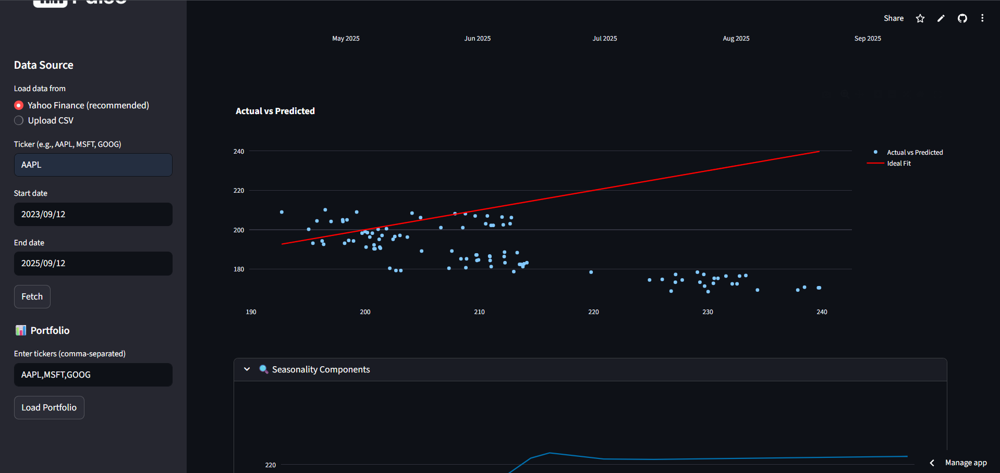 Data Source
Load data from
Yahoo Finance (recommended)
Upload CSV
Ticker (e.g., AAPL, MSFT, GOOG)
AAPL
Start date
2023/09/12
End date
2025/09/12
Fetch
Portfolio
Enter tickers (comma-separated)
AAPL,MSFT,GOOG
Load Portfolio
Share
May 2025
Jun 2025
Jul 2025
Aug 2025
Sep 2025
Actual vs Predicted
240
220
200
180
190
200
210
220
230
240
Actual vs Predicted
Ideal Fit
Seasonality Components
220
Manage app